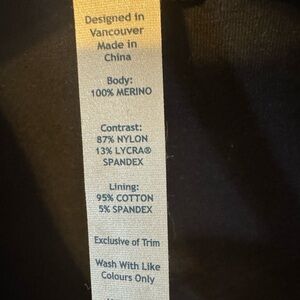 Designed in
Vancouver
Made in
China
Body:
100% MERINO
Contrast:
87% NYLON
13% LYCRA®
SPANDEX
Lining:
95% COTTON
5% SPANDEX
Exclusive of Trim
Wash With Like
Colours Only